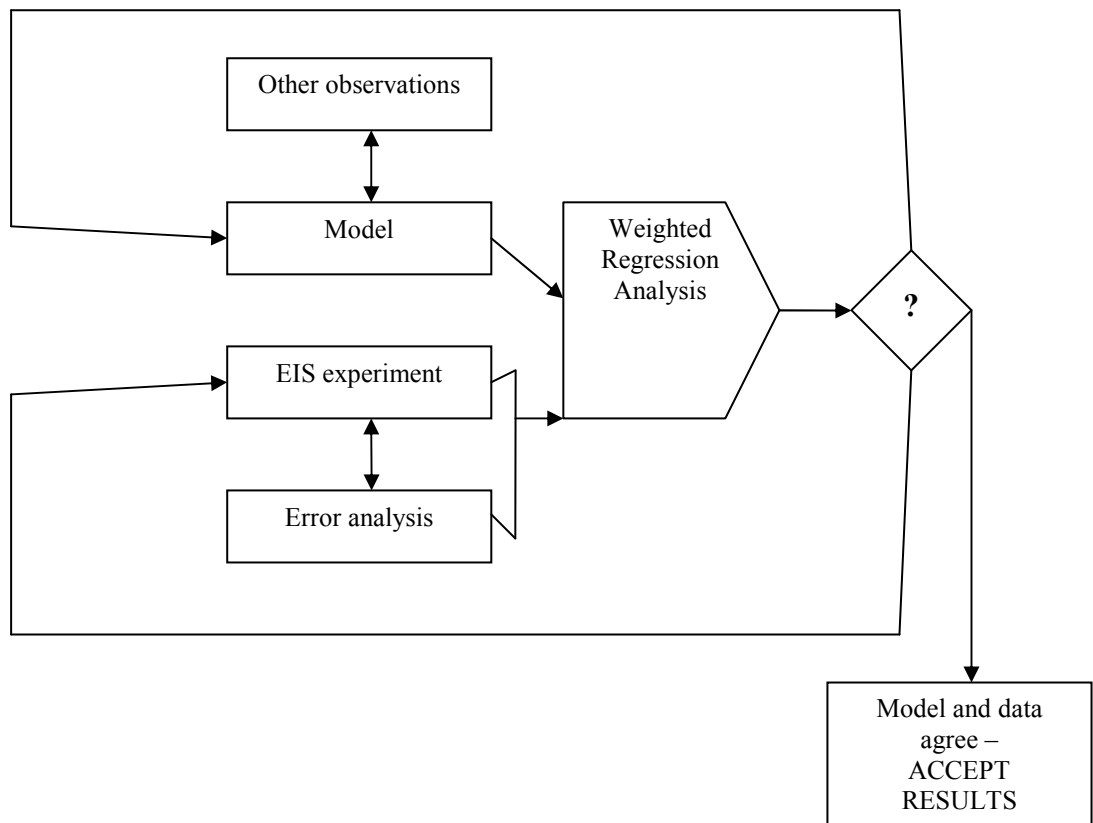 Other observations
Model
Weighted
Regression
Analysis
?
EIS experiment
Error analysis
Model and data
agree –
ACCEPT
RESULTS